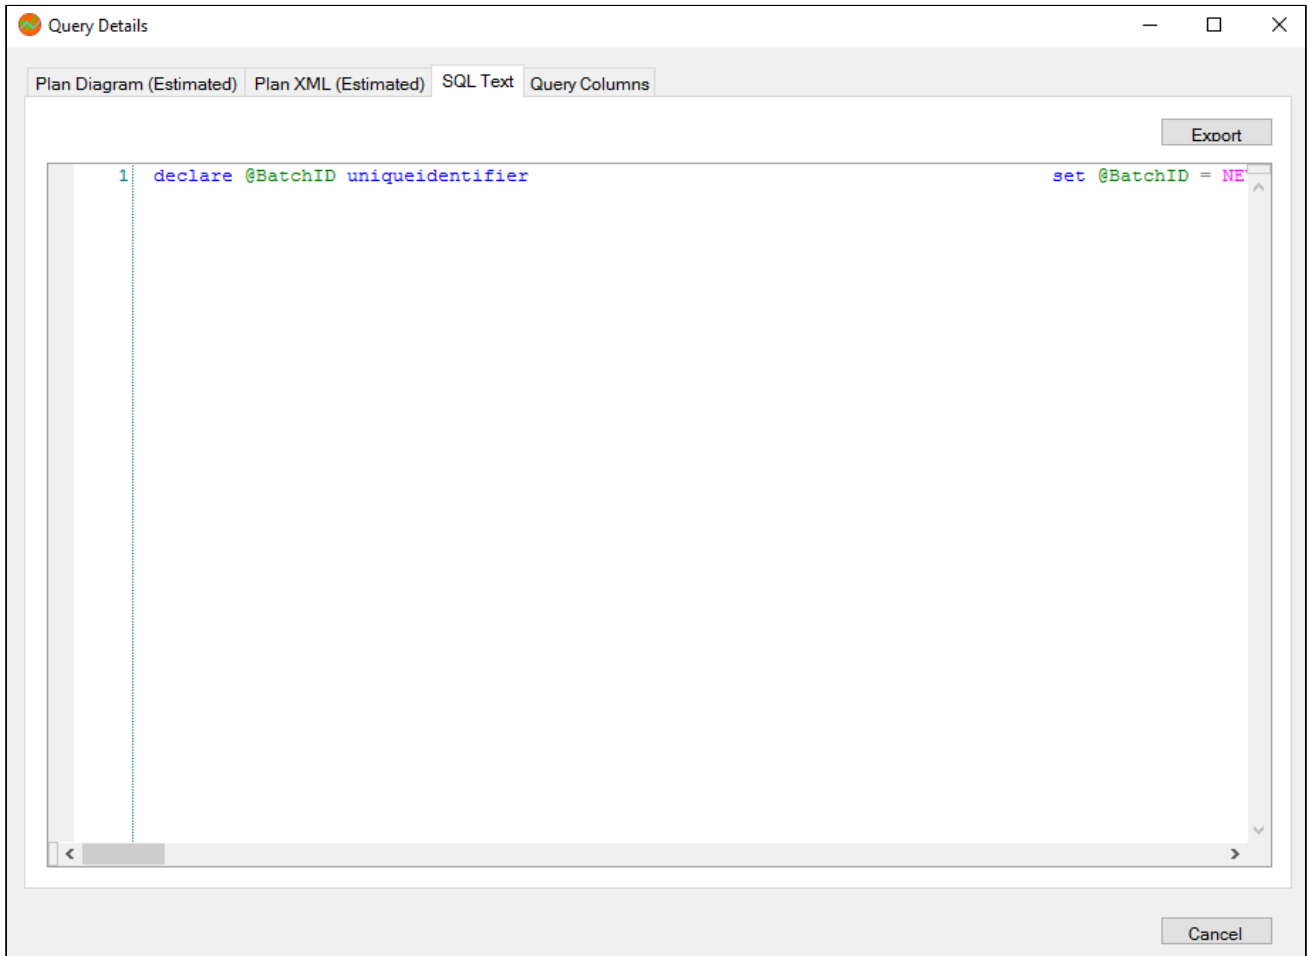 Query Details
Plan Diagram (Estimated) Plan XML (Estimated) SQL Text Query Columns
Export
1 declare @BatchID uniqueidentifier set @BatchID = NE
Cancel